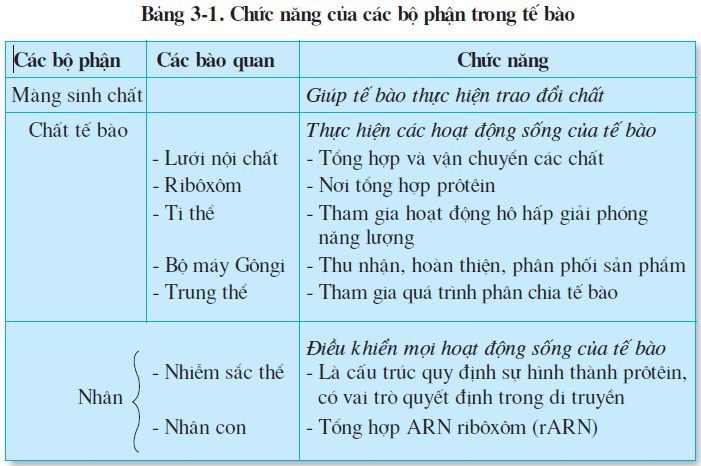 Bảng 3-1. Chức năng của các bộ phận trong tế bào
Các bộ phận Các bào quan Chức năng
Màng sinh chất Giúp tế bào thực hiện trao đổi chất
Chất tế bào Thực hiện các hoạt động sống của tế bào
- Lưới nội chất - Tổng hợp và vận chuyển các chất
- Ribôxôm - Nơi tổng hợp prôtêin
- Ti thể - Tham gia hoạt động hô hấp giải phóng
năng lượng
- Bộ máy Gôngi - Thu nhận, hoàn thiện, phân phối sản phẩm
- Trung thể - Tham gia quá trình phân chia tế bào
Điều khiển mọi hoạt động sống của tế bào
- Nhiễm sắc thể - Là cấu trúc quy định sự hình thành prôtêin,
Nhân có vai trò quyết định trong di truyền
- Nhân con - Tổng hợp ARN ribôxôm (rARN)